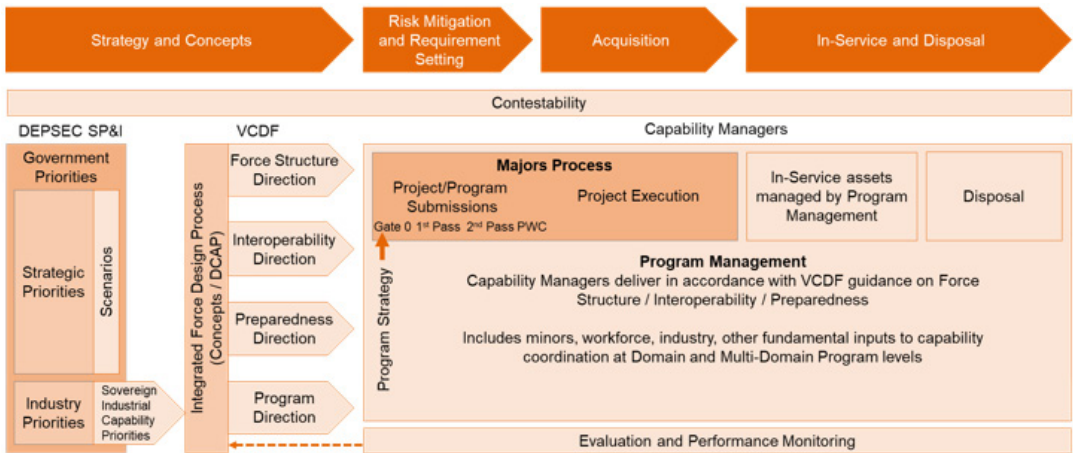 Strategy and Concepts
Risk Mitigation
and Requirement
Setting
Acquisition
In-Service and Disposal
Contestability
DEPSEC SP&I
VCDF
Capability Managers
Government
Priorities
Strategic
Priorities
Scenarios
Industry
Priorities
Sovereign
Industrial
Capability
Priorities
Integrated Force Design Process
(Concepts / DCAP)
Force Structure
Direction
Interoperability
Direction
Preparedness
Direction
Program
Direction
Majors Process
Project/Program
Submissions
Gate 0 1st Pass 2nd Pass PWC
Project Execution
In-Service assets
managed by Program
Management
Disposal
Program Strategy
Program Management
Capability Managers deliver in accordance with VCDF guidance on Force
Structure / Interoperability / Preparedness
Includes minors, workforce, industry, other fundamental inputs to capability
coordination at Domain and Multi-Domain Program levels
Evaluation and Performance Monitoring